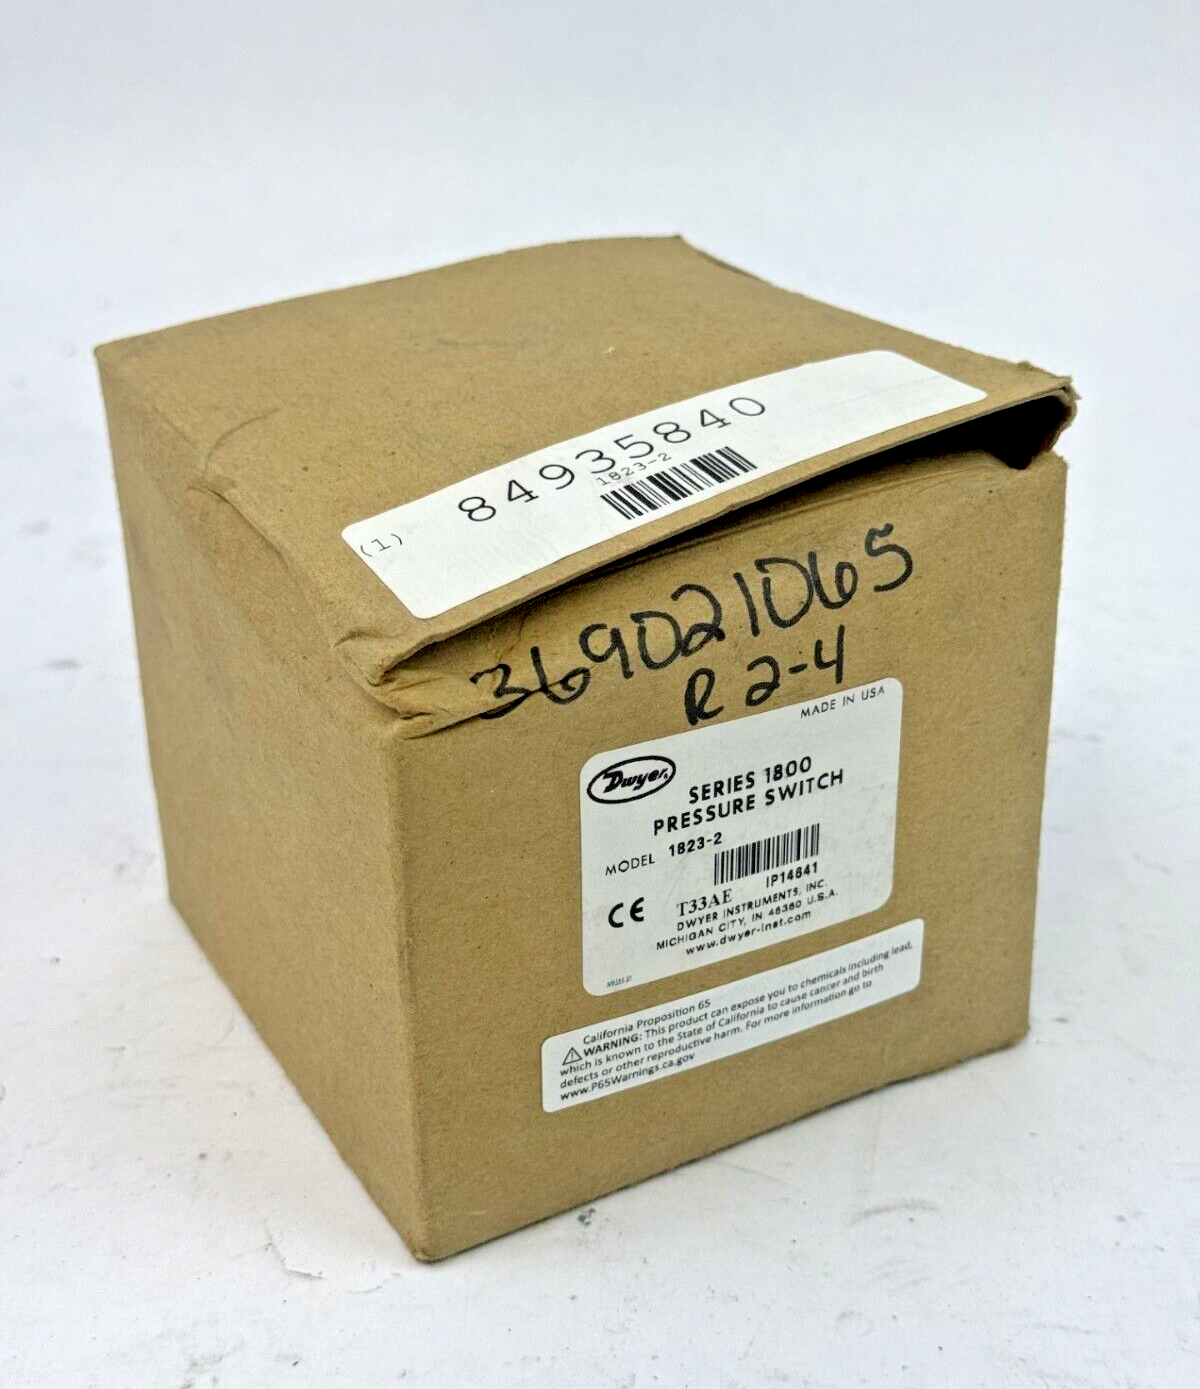 (1) 84935840
1823-2
369021065
R 2-4
MADE IN USA
Dwyer
SERIES 1800
PRESSURE SWITCH
MODEL 1823-2
IP14641
CE T33AE
DWYER INSTRUMENTS, INC.
MICHIGAN CITY, IN 46360 U.S.A.
www.dwyer-inst.com
California Proposition 65
⚠ WARNING: This product can expose you to chemicals including lead,
which is known to the State of California to cause cancer and birth
defects or other reproductive harm. For more information go to
www.P65Warnings.ca.gov